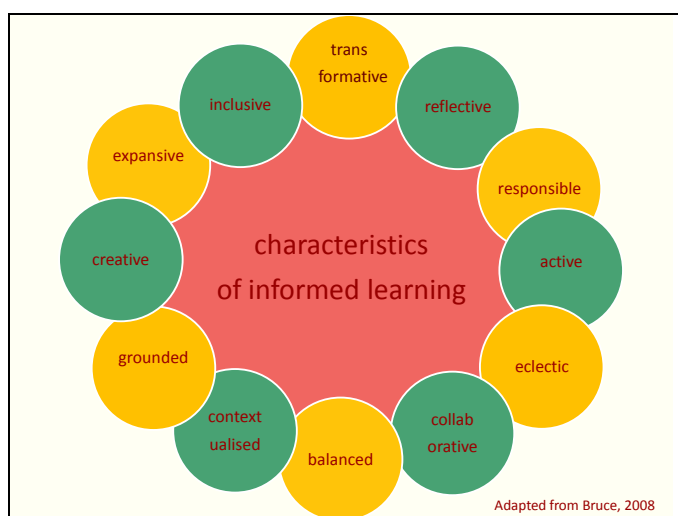 trans
formative
inclusive
reflective
expansive
responsible
characteristics
of informed learning
creative
active
grounded
eclectic
context
ualised
collab
orative
balanced
Adapted from Bruce, 2008